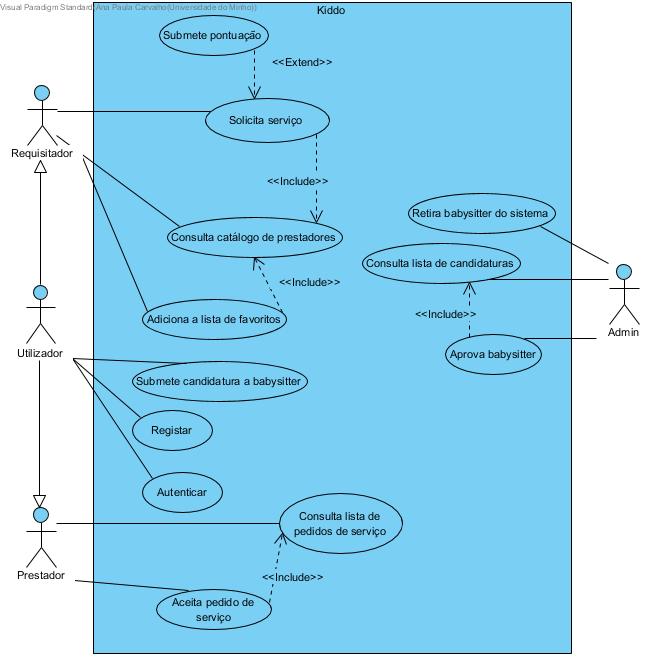 Visual Paradigm Standard(Ana Paula Carvalho(Universidade do Minho))
Kiddo
Submete pontuação
<<Extend>>
Solicita serviço
Requisitador
<<Include>>
Retira babysitter do sistema
Consulta catálogo de prestadores
Consulta lista de candidaturas
<<Include>>
Adiciona a lista de favoritos
<<Include>>
Admin
Utilizador
Aprova babysitter
Submete candidatura a babysitter
Registar
Autenticar
Consulta lista de
pedidos de serviço
Prestador
<<Include>>
Aceita pedido de
serviço